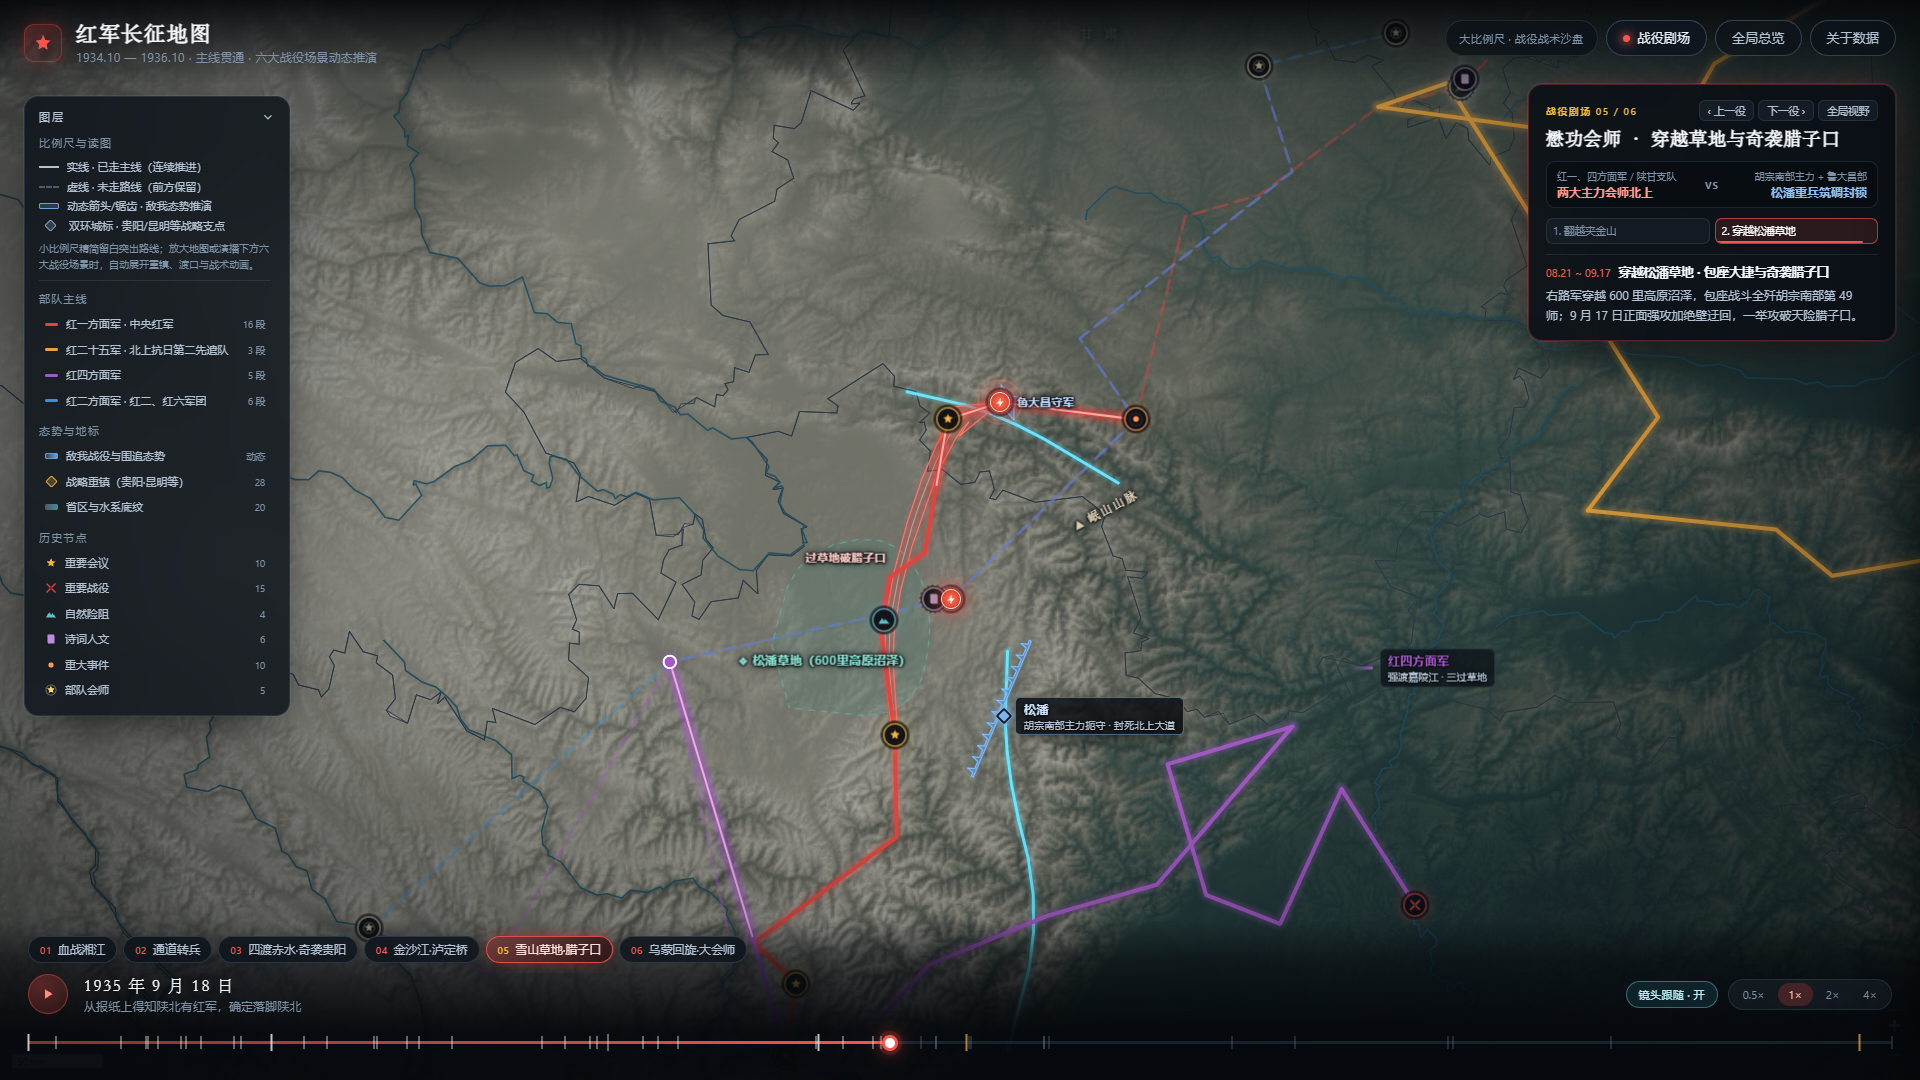 红军长征地图
1934.10 — 1936.10 · 主线贯通 · 六大战役场景动态推演
大比例尺 · 战役战术沙盘
战役剧场
全局总览
关于数据
图层
比例尺与读图
实线 · 已走主线（连续推进）
虚线 · 未走路线（前方保留）
动态箭头/锯齿 · 敌我态势推演
双环城标 · 贵阳/昆明等战略支点
小比例尺精简留白突出路线；放大地图或演播下方六
大战役场景时，自动展开重镇、渡口与战术动画。
部队主线
红一方面军 · 中央红军 16 段
红二十五军 · 北上抗日第二先遣队 3 段
红四方面军 5 段
红二方面军 · 红二、红六军团 6 段
态势与地标
敌我战役与围追态势 动态
战略重镇（贵阳·昆明等） 28
省区与水系底纹 20
历史节点
重要会议 10
重要战役 15
自然险阻 4
诗词人文 6
重大事件 10
部队会师 5
战役剧场 05 / 06
‹ 上一役
下一役 ›
全局视野
懋功会师 · 穿越草地与奇袭腊子口
红一、四方面军 / 陕甘支队
两大主力会师北上
VS
胡宗南部主力 + 鲁大昌部
松潘重兵筑碉封锁
1. 翻越夹金山
2. 穿越松潘草地
08.21 ~ 09.17 穿越松潘草地 · 包座大捷与奇袭腊子口
右路军穿越 600 里高原沼泽，包座战斗全歼胡宗南部第 49
师；9 月 17 日正面强攻加绝壁迂回，一举攻破天险腊子口。
鲁大昌守军
▲ 岷山山脉
过草地破腊子口
◆ 松潘草地（600里高原沼泽）
红四方面军
强渡嘉陵江 · 三过草地
松潘
胡宗南部主力扼守 · 封死北上大道
01 血战湘江
02 通道转兵
03 四渡赤水·奇袭贵阳
04 金沙江·泸定桥
05 雪山草地·腊子口
06 乌蒙回旋·大会师
1935 年 9 月 18 日
从报纸上得知陕北有红军，确定落脚陕北
镜头跟随 · 开
0.5×
1×
2×
4×